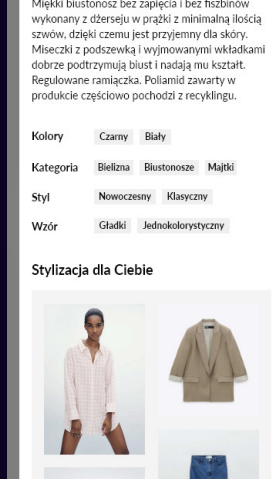 Miękki biustonosz bez zapięcia i bez fiszbinów
wykonany z dżerseju w prążki z minimalną ilością
szwów, dzięki czemu jest przyjemny dla skóry.
Miseczki z podszewką i wyjmowanymi wkładkami
dobrze podtrzymują biust i nadają mu kształt.
Regulowane ramiączka. Poliamid zawarty w
produkcie częściowo pochodzi z recyklingu.
Kolory Czarny Biały
Kategoria Bielizna Biustonosze Majtki
Styl Nowoczesny Klasyczny
Wzór Gładki Jednokolorystyczny
Stylizacja dla Ciebie